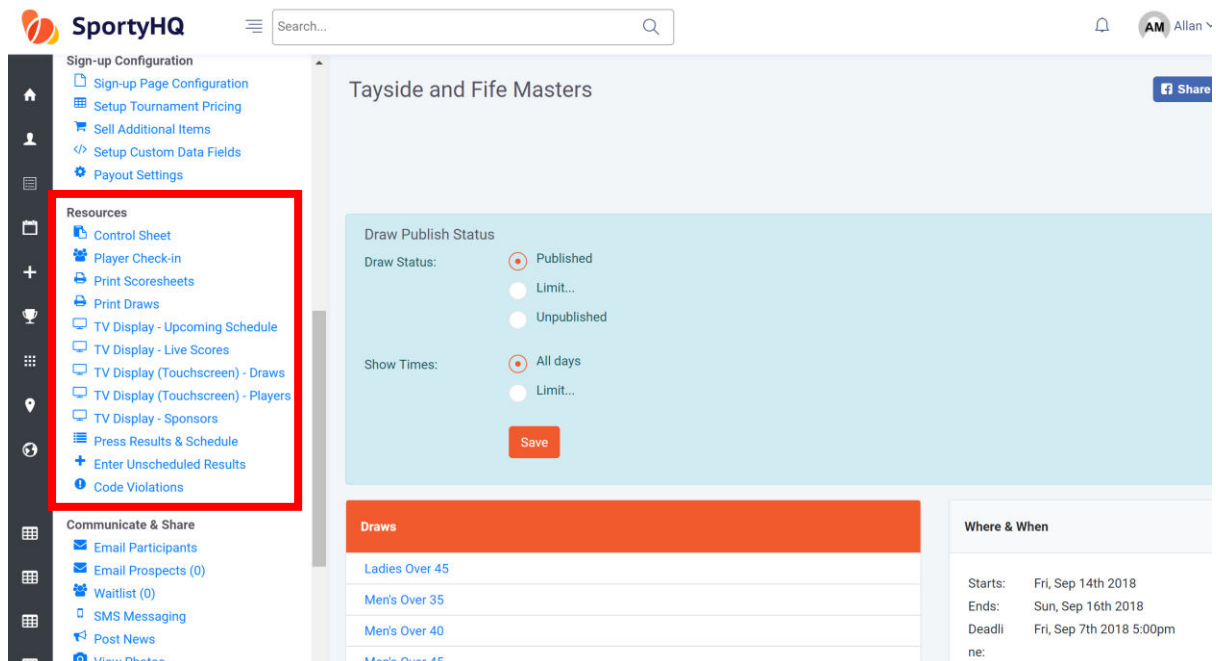 SportyHQ
Search...
AM Allan
Sign-up Configuration
Sign-up Page Configuration
Setup Tournament Pricing
Sell Additional Items
Setup Custom Data Fields
Payout Settings
Resources
Control Sheet
Player Check-in
Print Scoresheets
Print Draws
TV Display - Upcoming Schedule
TV Display - Live Scores
TV Display (Touchscreen) - Draws
TV Display (Touchscreen) - Players
TV Display - Sponsors
Press Results & Schedule
Enter Unscheduled Results
Code Violations
Communicate & Share
Email Participants
Email Prospects (0)
Waitlist (0)
SMS Messaging
Post News
View Photos
Tayside and Fife Masters
Share
Draw Publish Status
Draw Status:
Published
Limit...
Unpublished
Show Times:
All days
Limit...
Save
Draws
Ladies Over 45
Men's Over 35
Men's Over 40
Men's Over 45
Where & When
Starts: Fri, Sep 14th 2018
Ends: Sun, Sep 16th 2018
Deadli Fri, Sep 7th 2018 5:00pm
ne: